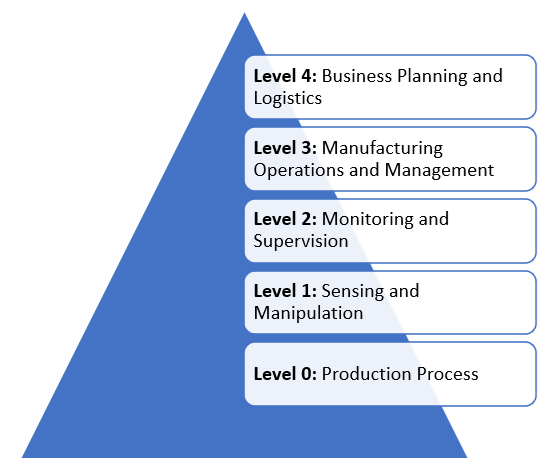 Level 4: Business Planning and
Logistics
Level 3: Manufacturing
Operations and Management
Level 2: Monitoring and
Supervision
Level 1: Sensing and
Manipulation
Level 0: Production Process